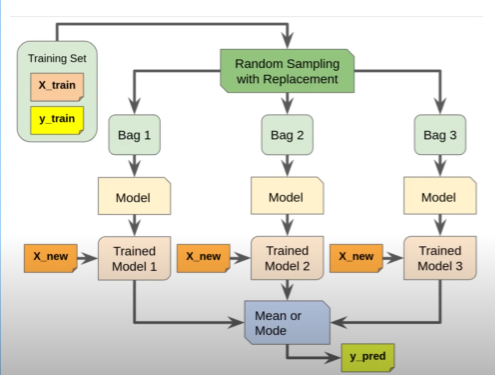 Training Set
X_train
y_train
Random Sampling
with Replacement
Bag 1
Bag 2
Bag 3
Model
Model
Model
X_new
Trained
Model 1
X_new
Trained
Model 2
X_new
Trained
Model 3
Mean or
Mode
y_pred